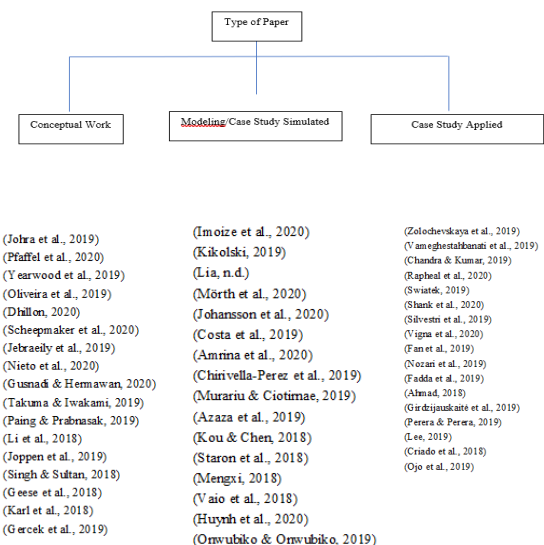 Type of Paper
Conceptual Work
Modeling/Case Study Simulated
Case Study Applied
(Johra et al., 2019)
(Pfaffel et al., 2020)
(Yearwood et al., 2019)
(Oliveira et al., 2019)
(Dhillon, 2020)
(Scheepmaker et al., 2020)
(Jebraeily et al., 2019)
(Nieto et al., 2020)
(Gusnadi & Hermawan, 2020)
(Takuma & Iwakami, 2019)
(Paing & Prabnasak, 2019)
(Li et al., 2018)
(Joppen et al., 2019)
(Singh & Sultan, 2018)
(Geese et al., 2018)
(Karl et al., 2018)
(Gercek et al., 2019)
(Imoize et al., 2020)
(Kikolski, 2019)
(Lia, n.d.)
(Mörth et al., 2020)
(Johansson et al., 2020)
(Costa et al., 2019)
(Amrina et al., 2020)
(Chirivella-Perez et al., 2019)
(Murariu & Ciotirnae, 2019)
(Azaza et al., 2019)
(Kou & Chen, 2018)
(Staron et al., 2018)
(Mengxi, 2018)
(Vaio et al., 2018)
(Huynh et al., 2020)
(Onwubiko & Onwubiko, 2019)
(Zolochevskaya et al., 2019)
(Vameghestahbanati et al., 2019)
(Chandra & Kumar, 2019)
(Rapheal et al., 2020)
(Swiatek, 2019)
(Shank et al., 2020)
(Silvestri et al., 2019)
(Vigna et al., 2020)
(Fan et al., 2019)
(Nozari et al., 2019)
(Fadda et al., 2019)
(Ahmad, 2018)
(Girdzijauskaitė et al., 2019)
(Perera & Perera, 2019)
(Lee, 2019)
(Criado et al., 2018)
(Ojo et al., 2019)